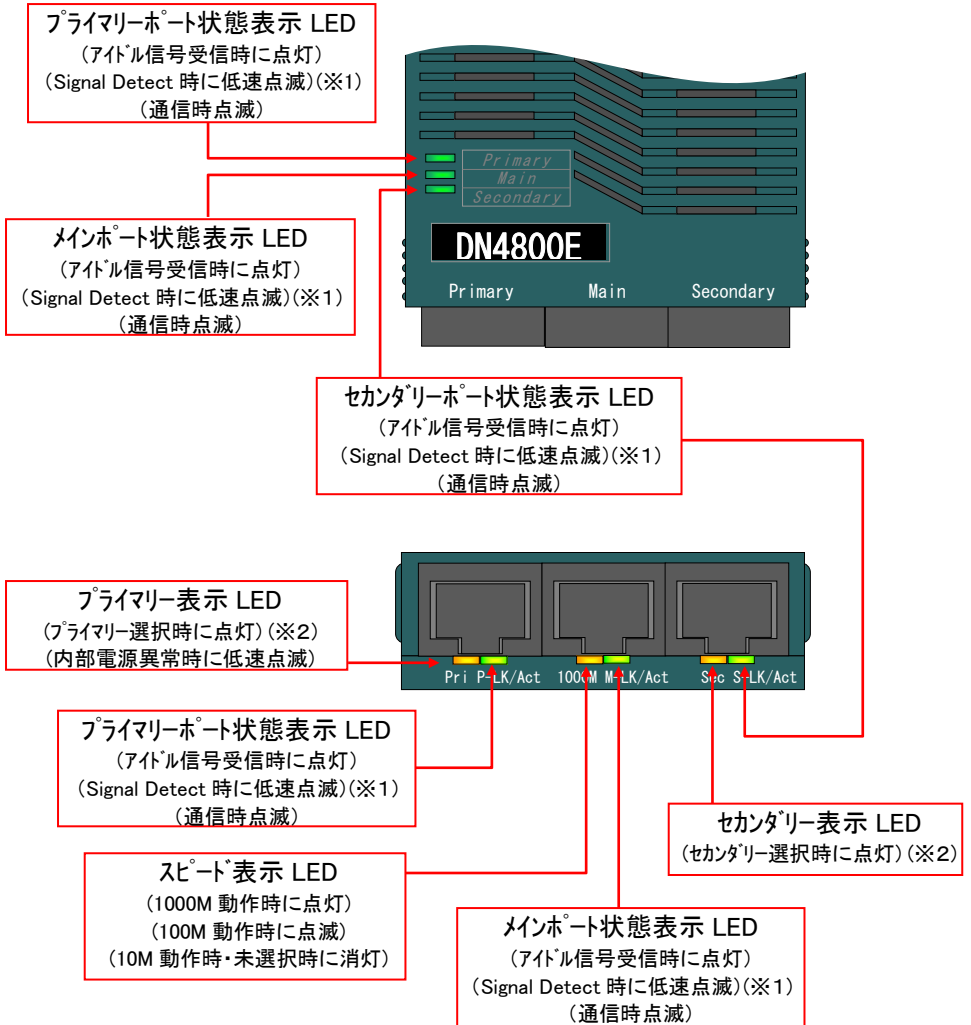 プライマリーポート状態表示 LED
(アイドル信号受信時に点灯)
(Signal Detect 時に低速点滅)(※1)
(通信時点滅)
Primary
Main
Secondary
メインポート状態表示 LED
(アイドル信号受信時に点灯)
(Signal Detect 時に低速点滅)(※1)
(通信時点滅)
DN4800E
Primary Main Secondary
セカンダリーポート状態表示 LED
(アイドル信号受信時に点灯)
(Signal Detect 時に低速点滅)(※1)
(通信時点滅)
プライマリー表示 LED
(プライマリー選択時に点灯)(※2)
(内部電源異常時に低速点滅)
Pri P-LK/Act 1000M M-LK/Act Sec S-LK/Act
プライマリーポート状態表示 LED
(アイドル信号受信時に点灯)
(Signal Detect 時に低速点滅)(※1)
(通信時点滅)
セカンダリー表示 LED
(セカンダリー選択時に点灯)(※2)
スピード表示 LED
(1000M 動作時に点灯)
(100M 動作時に点滅)
(10M 動作時・未選択時に消灯)
メインポート状態表示 LED
(アイドル信号受信時に点灯)
(Signal Detect 時に低速点滅)(※1)
(通信時点滅)